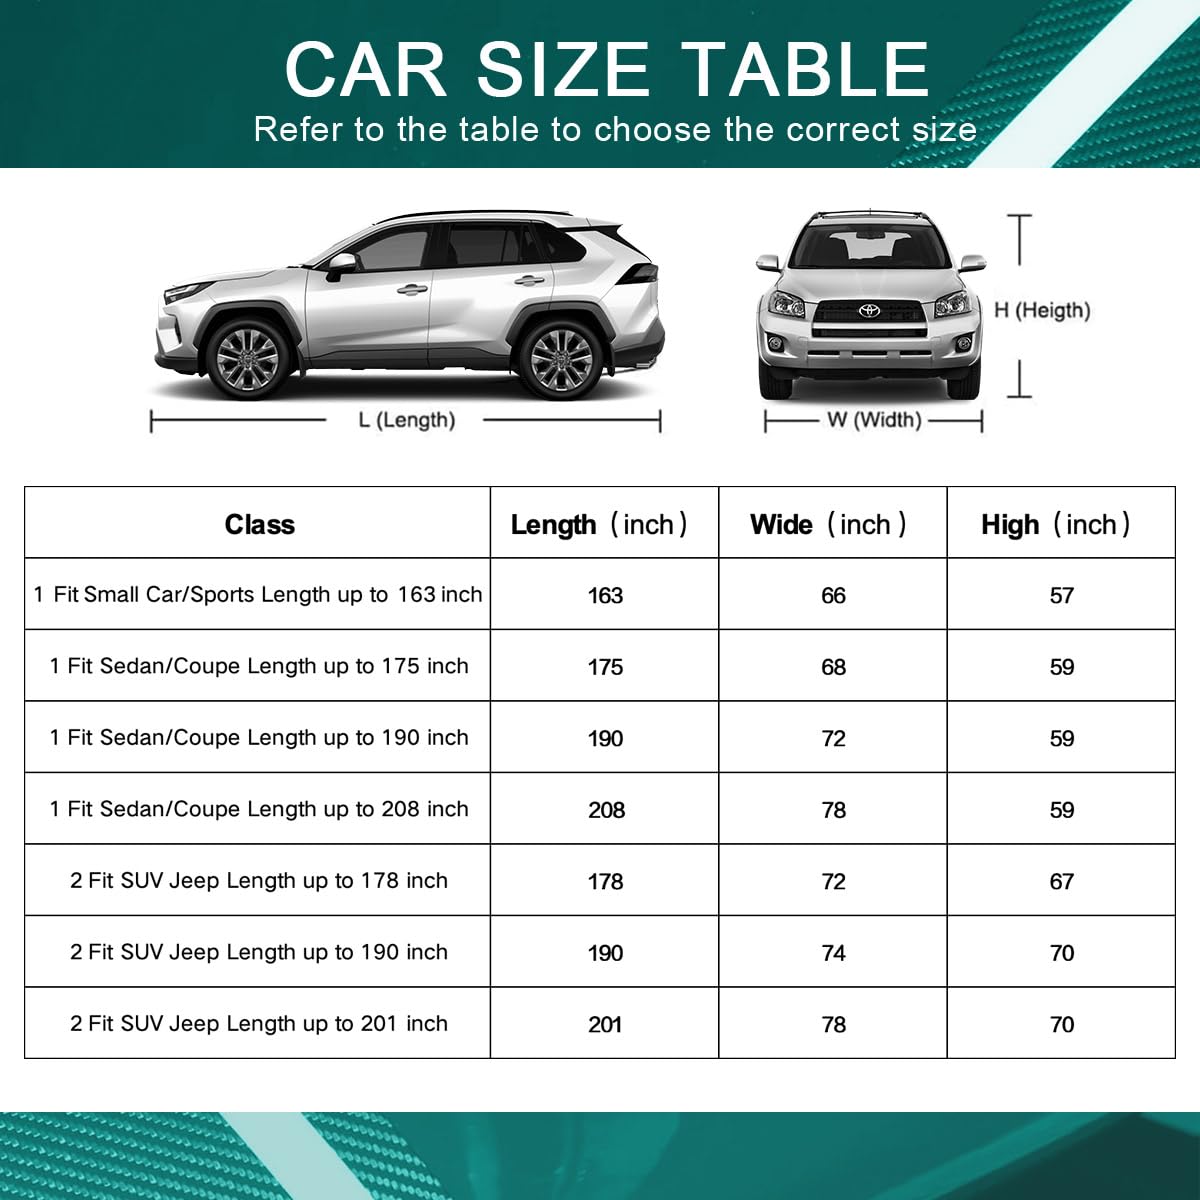 CAR SIZE TABLE
Refer to the table to choose the correct size
H (Heigth)
L (Length)
W (Width)
Class Length (inch) Wide (inch) High (inch)
1 Fit Small Car/Sports Length up to 163 inch 163 66 57
1 Fit Sedan/Coupe Length up to 175 inch 175 68 59
1 Fit Sedan/Coupe Length up to 190 inch 190 72 59
1 Fit Sedan/Coupe Length up to 208 inch 208 78 59
2 Fit SUV Jeep Length up to 178 inch 178 72 67
2 Fit SUV Jeep Length up to 190 inch 190 74 70
2 Fit SUV Jeep Length up to 201 inch 201 78 70